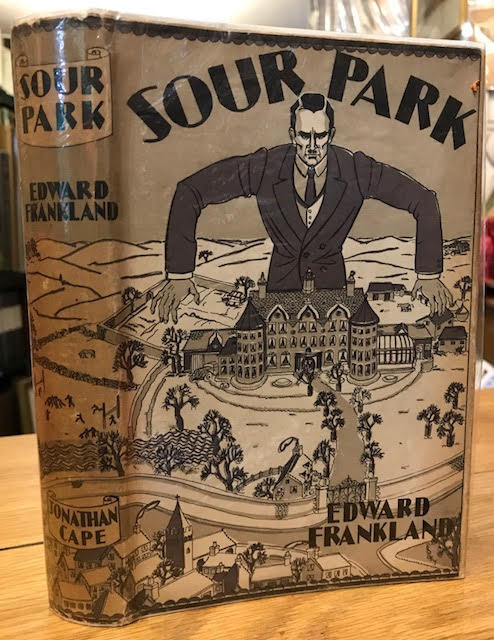 SOUR
PARK
EDWARD
FRANKLAND
JONATHAN
CAPE
SOUR PARK
EDWARD
FRANKLAND